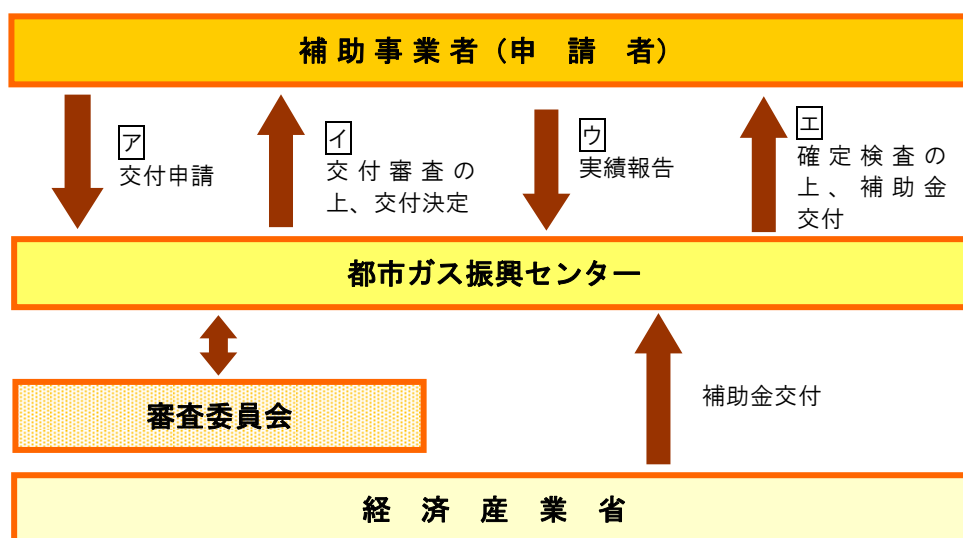 補助事業者（申　請　者）
ア
交付申請
イ
交付審査の
上、交付決定
ウ
実績報告
エ
確定検査の
上、補助金
交付
都市ガス振興センター
審査委員会
補助金交付
経　済　産　業　省